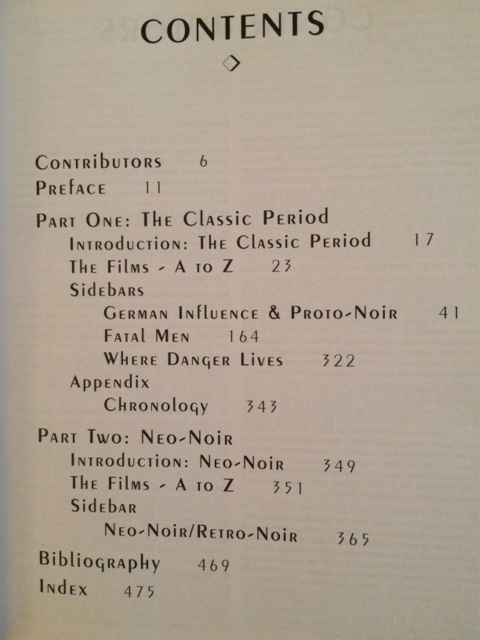 CONTENTS
Contributors 6
Preface 11
Part One: The Classic Period
Introduction: The Classic Period 17
The Films - A to Z 23
Sidebars
German Influence & Proto-Noir 41
Fatal Men 164
Where Danger Lives 322
Appendix
Chronology 343
Part Two: Neo-Noir
Introduction: Neo-Noir 349
The Films - A to Z 351
Sidebar
Neo-Noir/Retro-Noir 365
Bibliography 469
Index 475